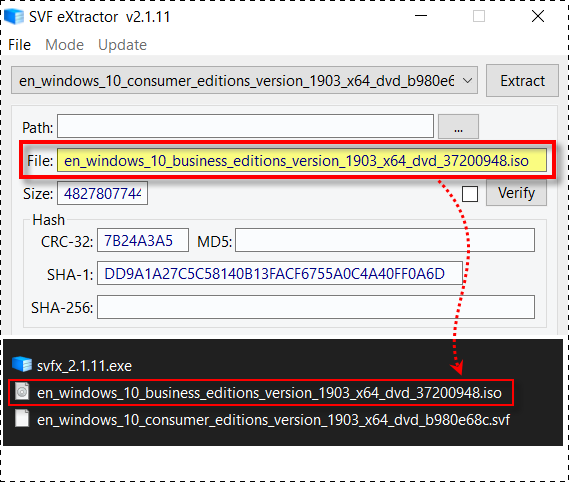 SVF eXtractor v2.1.11
File Mode Update
en_windows_10_consumer_editions_version_1903_x64_dvd_b980e6 Extract
Path: ...
File: en_windows_10_business_editions_version_1903_x64_dvd_37200948.iso
Size: 4827807744 Verify
Hash
CRC-32: 7B24A3A5 MD5:
SHA-1: DD9A1A27C5C58140B13FACF6755A0C4A40FF0A6D
SHA-256:
svfx_2.1.11.exe
en_windows_10_business_editions_version_1903_x64_dvd_37200948.iso
en_windows_10_consumer_editions_version_1903_x64_dvd_b980e68c.svf